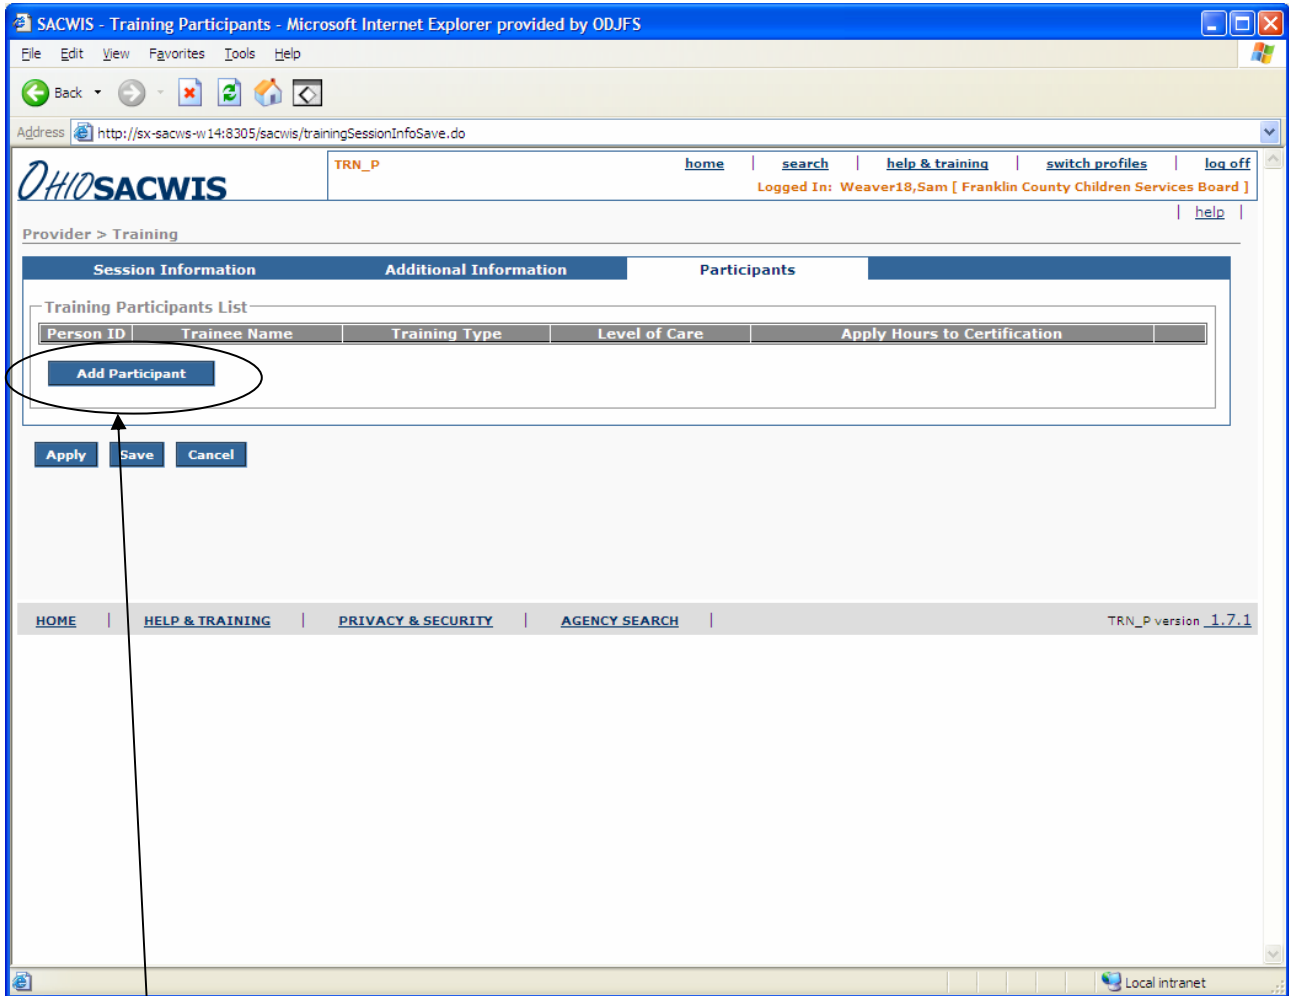 SACWIS - Training Participants - Microsoft Internet Explorer provided by ODJFS
File Edit View Favorites Tools Help
Back
Address http://sx-sacws-w14:8305/sacwis/trainingSessionInfoSave.do
OHIOSACWIS
TRN_P home | search | help & training | switch profiles | log off
Logged In: Weaver18,Sam [ Franklin County Children Services Board ]
| help |
Provider > Training
Session Information Additional Information Participants
Training Participants List
Person ID Trainee Name Training Type Level of Care Apply Hours to Certification
Add Participant
Apply Save Cancel
HOME | HELP & TRAINING | PRIVACY & SECURITY | AGENCY SEARCH | TRN_P version 1.7.1
Local intranet